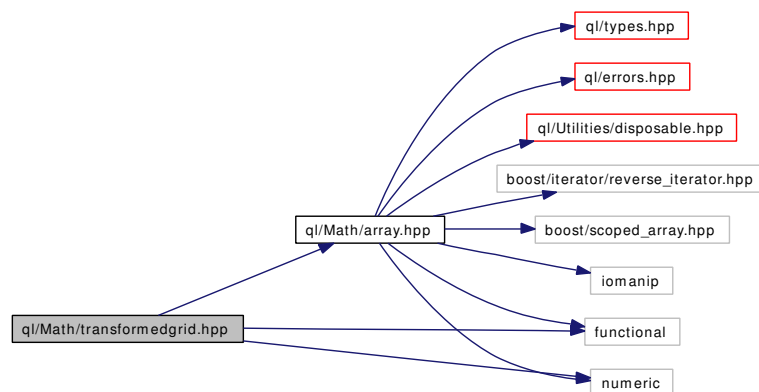 ql/types.hpp
ql/errors.hpp
ql/Utilities/disposable.hpp
boost/iterator/reverse_iterator.hpp
ql/Math/array.hpp
boost/scoped_array.hpp
iomanip
ql/Math/transformedgrid.hpp
functional
numeric